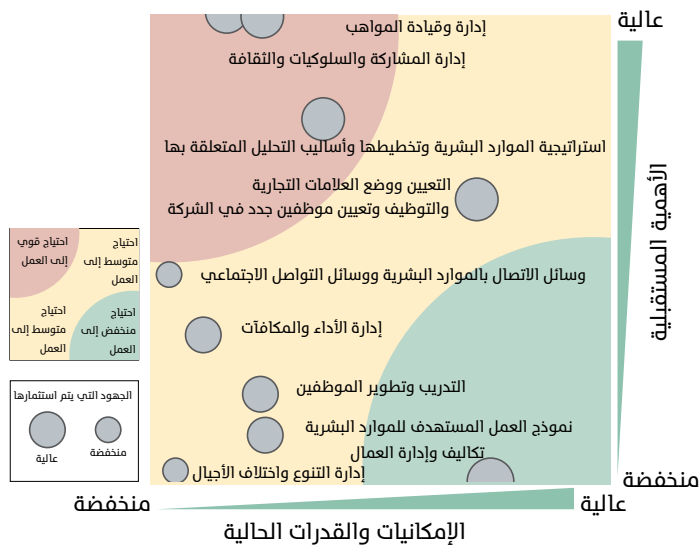 عالية
إدارة وقيادة المواهب
إدارة المشاركة والسلوكيات والثقافة
استراتيجية الموارد البشرية وتخطيطها وأساليب التحليل المتعلقة بها
التعيين ووضع العلامات التجارية
والتوظيف وتعيين موظفين جدد في الشركة
وسائل الاتصال بالموارد البشرية ووسائل التواصل الاجتماعي
إدارة الأداء والمكافآت
التدريب وتطوير الموظفين
نموذج العمل المستهدف للموارد البشرية
تكاليف وإدارة العمال
إدارة التنوع واختلاف الأجيال
الأهمية المستقبلية
منخفضة
عالية
منخفضة
الإمكانيات والقدرات الحالية
احتياج
متوسط إلى
العمل
احتياج قوي
إلى العمل
احتياج
منخفض إلى
العمل
احتياج
متوسط إلى
العمل
الجهود التي يتم استثمارها
منخفضة
عالية